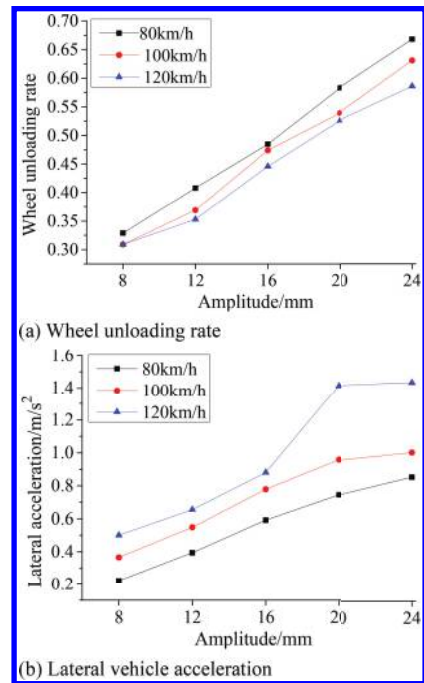 0.70
0.65
0.60
0.55
0.50
0.45
0.40
0.35
0.30
Wheel unloading rate
80km/h
100km/h
120km/h
8 12 16 20 24
Amplitude/mm
(a) Wheel unloading rate
1.6
1.4
1.2
1.0
0.8
0.6
0.4
0.2
Lateral acceleration/m/s²
80km/h
100km/h
120km/h
8 12 16 20 24
Amplitude/mm
(b) Lateral vehicle acceleration